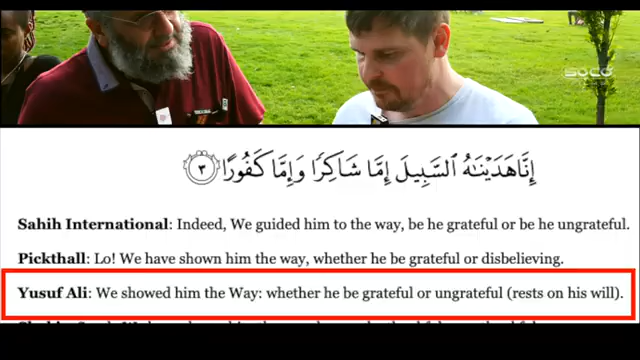 SOCO
إِنَّا هَدَيْنَـٰهُ ٱلسَّبِيلَ إِمَّا شَاكِرًا وَإِمَّا كَفُورًا ٣
Sahih International: Indeed, We guided him to the way, be he grateful or be he ungrateful.
Pickthall: Lo! We have shown him the way, whether he be grateful or disbelieving.
Yusuf Ali: We showed him the Way: whether he be grateful or ungrateful (rests on his will).